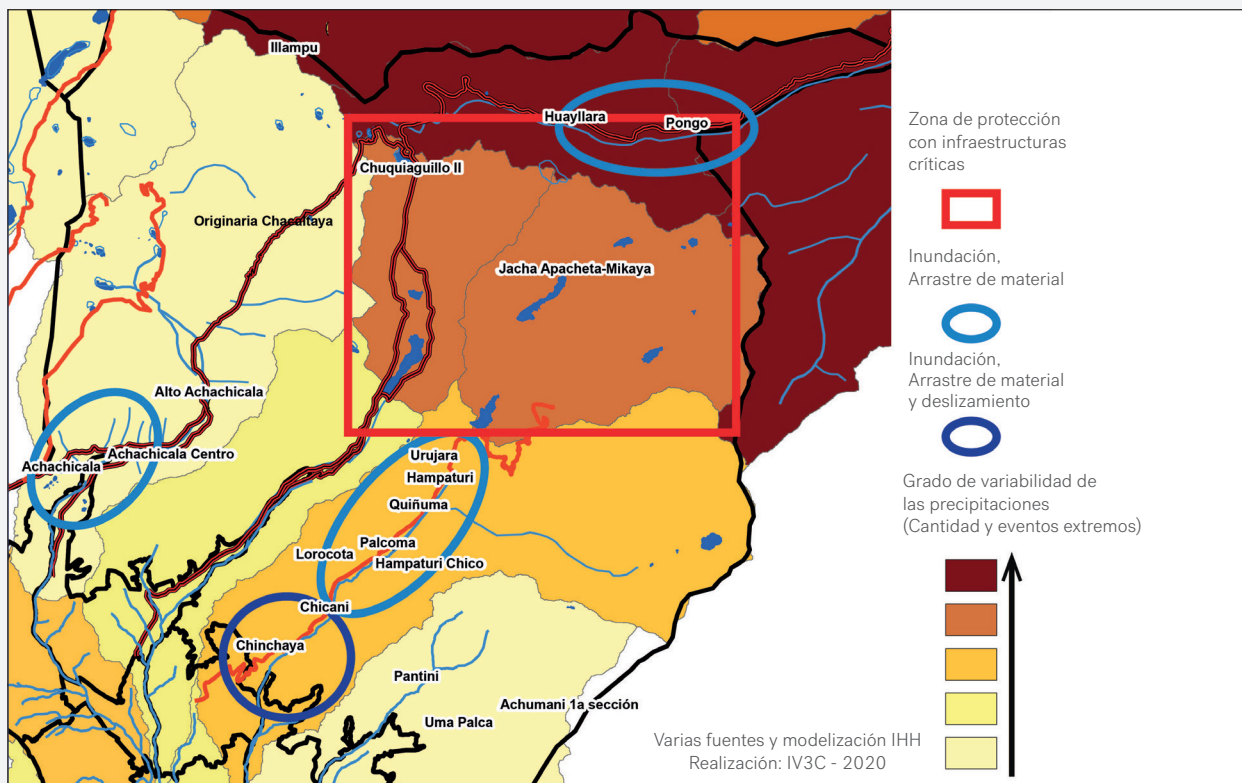 Illampu
Huayllara
Pongo
Chuquiaguillo II
Originaria Chacaltaya
Jacha Apacheta-Mikaya
Alto Achachicala
Achachicala Centro
Achachicala
Urujara
Hampaturi
Quiñuma
Palcoma
Lorocota
Hampaturi Chico
Chicani
Chinchaya
Pantini
Achumani 1a sección
Uma Palca
Zona de protección
con infraestructuras
críticas
Inundación,
Arrastre de material
Inundación,
Arrastre de material
y deslizamiento
Grado de variabilidad de
las precipitaciones
(Cantidad y eventos extremos)
Varias fuentes y modelización IHH
Realización: IV3C - 2020